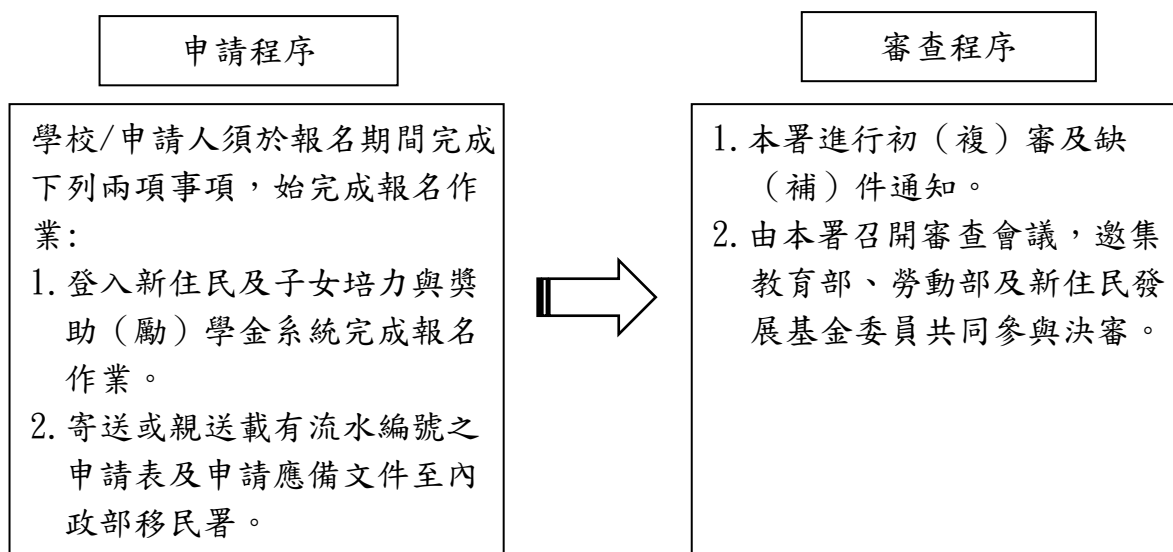 申請程序
學校/申請人須於報名期間完成
下列兩項事項，始完成報名作
業:
1.登入新住民及子女培力與獎
助（勵）學金系統完成報名
作業。
2.寄送或親送載有流水編號之
申請表及申請應備文件至內
政部移民署。
審查程序
1.本署進行初（複）審及缺
（補）件通知。
2.由本署召開審查會議，邀集
教育部、勞動部及新住民發
展基金委員共同參與決審。